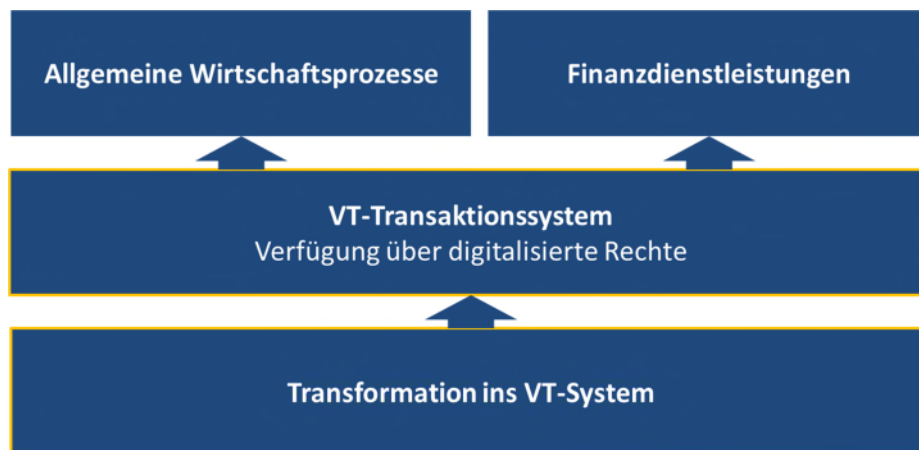 Allgemeine Wirtschaftsprozesse
Finanzdienstleistungen
VT-Transaktionssystem
Verfügung über digitalisierte Rechte
Transformation ins VT-System